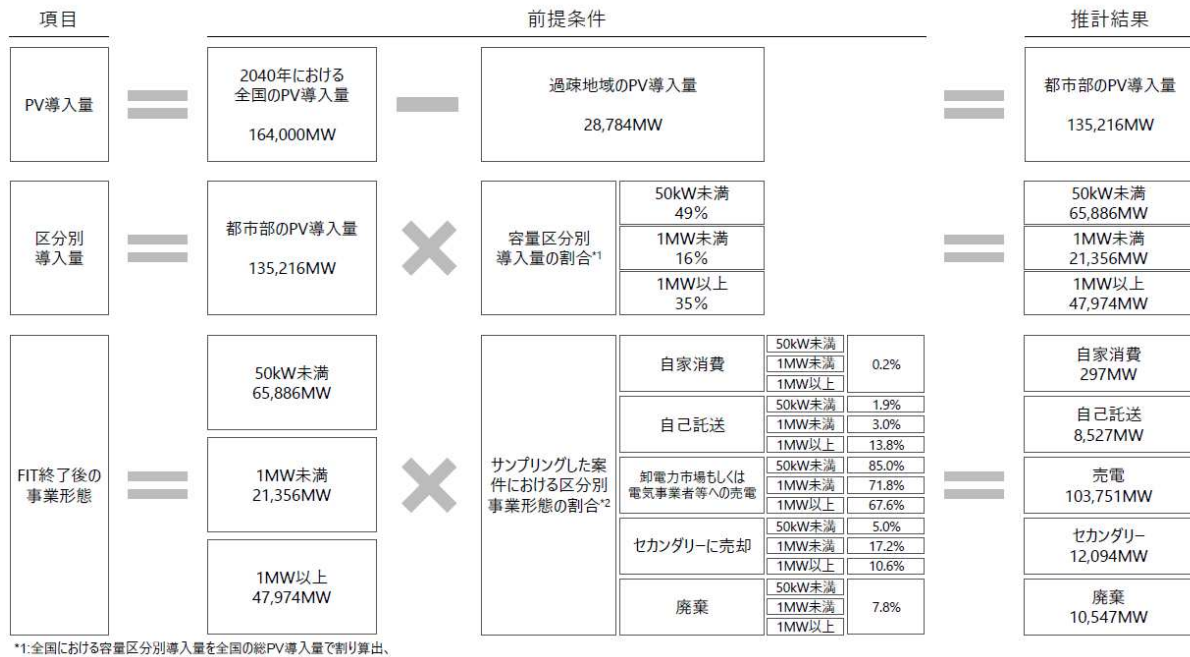 項目
前提条件
推計結果
PV導入量
2040年における
全国のPV導入量
164,000MW
過疎地域のPV導入量
28,784MW
都市部のPV導入量
135,216MW
区分別
導入量
都市部のPV導入量
135,216MW
容量区分別
導入量の割合*1
50kW未満
49%
1MW未満
16%
1MW以上
35%
50kW未満
65,886MW
1MW未満
21,356MW
1MW以上
47,974MW
FIT終了後の
事業形態
50kW未満
65,886MW
1MW未満
21,356MW
1MW以上
47,974MW
サンプリングした案
件における区分別
事業形態の割合*2
自家消費
50kW未満
1MW未満
1MW以上
0.2%
自己託送
50kW未満 1.9%
1MW未満 3.0%
1MW以上 13.8%
卸電力市場もしくは
電気事業者等への売電
50kW未満 85.0%
1MW未満 71.8%
1MW以上 67.6%
セカンダリーに売却
50kW未満 5.0%
1MW未満 17.2%
1MW以上 10.6%
廃棄
50kW未満
1MW未満
1MW以上
7.8%
自家消費
297MW
自己託送
8,527MW
売電
103,751MW
セカンダリー
12,094MW
廃棄
10,547MW
*1:全国における容量区分別導入量を全国の総PV導入量で割り算出、